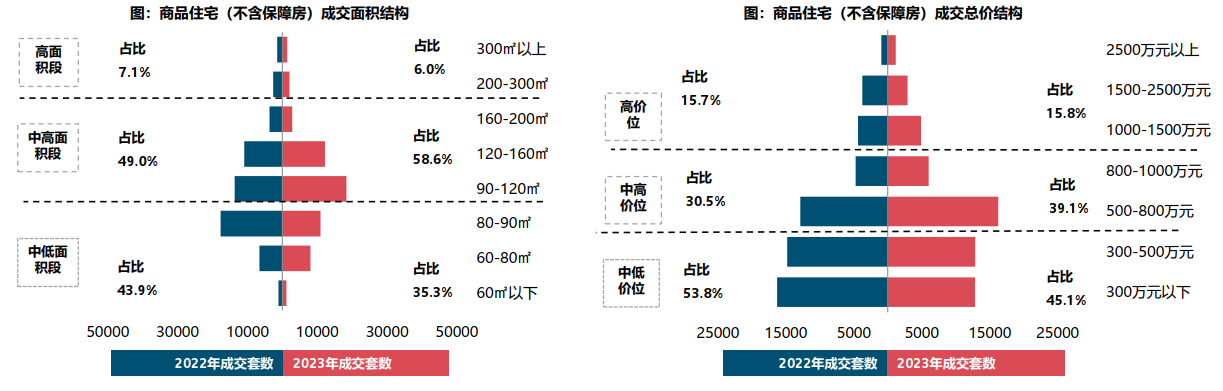 图：商品住宅（不含保障房）成交面积结构
高面
积段
占比
7.1%
占比
6.0%
300㎡以上
200-300㎡
中高面
积段
占比
49.0%
占比
58.6%
160-200㎡
120-160㎡
90-120㎡
中低面
积段
占比
43.9%
占比
35.3%
80-90㎡
60-80㎡
60㎡以下
50000 30000 10000 10000 30000 50000
2022年成交套数 2023年成交套数
图：商品住宅（不含保障房）成交总价结构
高价
位
占比
15.7%
占比
15.8%
2500万元以上
1500-2500万元
1000-1500万元
中高
价位
占比
30.5%
占比
39.1%
800-1000万元
500-800万元
中低
价位
占比
53.8%
占比
45.1%
300-500万元
300万元以下
25000 15000 5000 5000 15000 25000
2022年成交套数 2023年成交套数